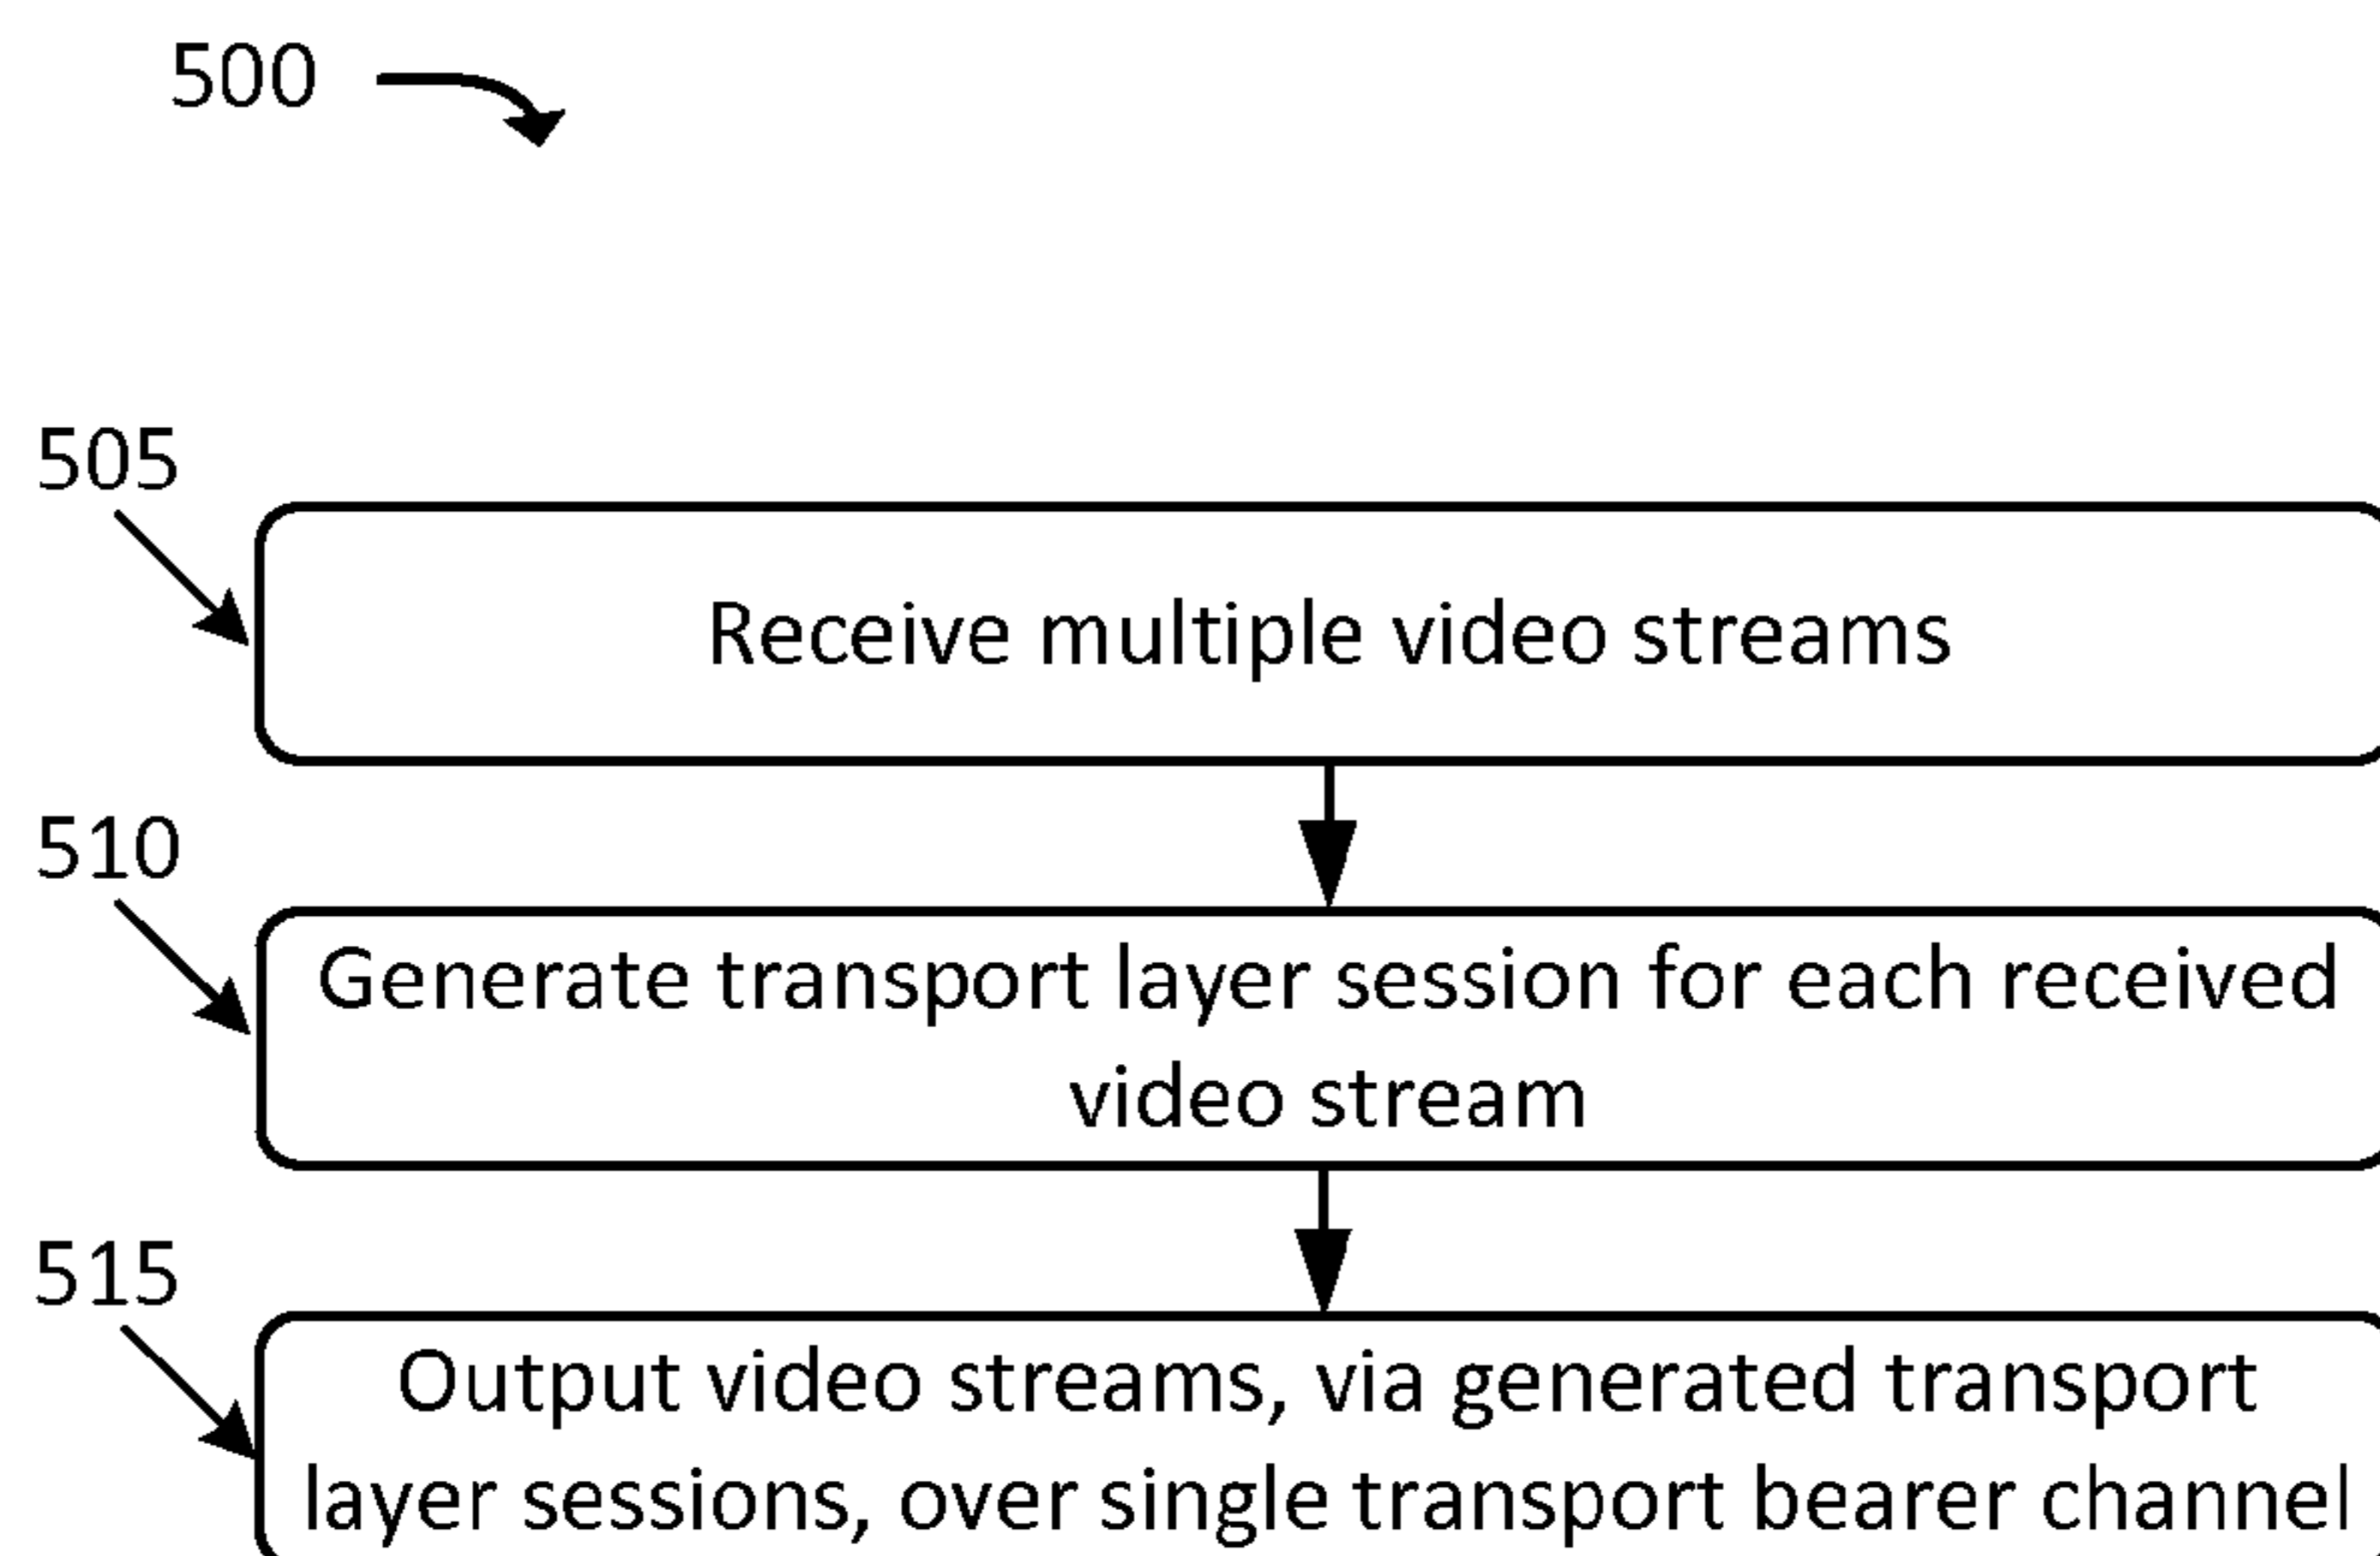 500
505
Receive multiple video streams
510
Generate transport layer session for each received
video stream
515
Output video streams, via generated transport
layer sessions, over single transport bearer channel